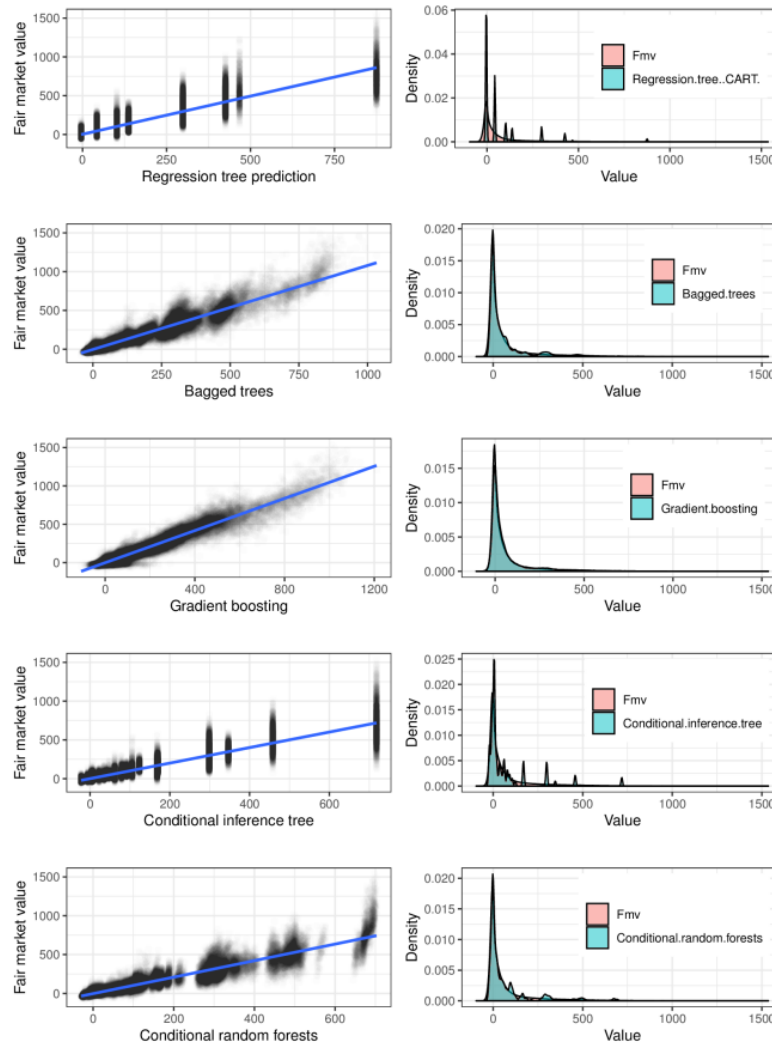 Fair market value
1500
1000
500
0
0
250
500
750
Regression tree prediction
Density
0.06
0.04
0.02
0.00
0
500
1000
1500
Value
Fmv
Regression.tree..CART.
Fair market value
1500
1000
500
0
0
250
500
750
1000
Bagged trees
Density
0.020
0.015
0.010
0.005
0.000
0
500
1000
1500
Value
Fmv
Bagged.trees
Fair market value
1500
1000
500
0
0
400
800
1200
Gradient boosting
Density
0.015
0.010
0.005
0.000
0
500
1000
1500
Value
Fmv
Gradient.boosting
Fair market value
1500
1000
500
0
0
200
400
600
Conditional inference tree
Density
0.025
0.020
0.015
0.010
0.005
0.000
0
500
1000
1500
Value
Fmv
Conditional.inference.tree
Fair market value
1500
1000
500
0
0
200
400
600
Conditional random forests
Density
0.020
0.015
0.010
0.005
0.000
0
500
1000
1500
Value
Fmv
Conditional.random.forests